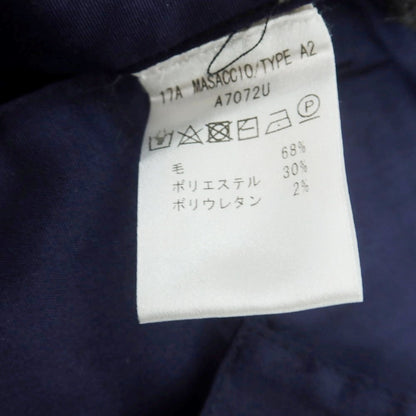 17A MASACCIO/TYPE A2
A7072U
P
毛 68%
ポリエステル 30%
ポリウレタン 2%